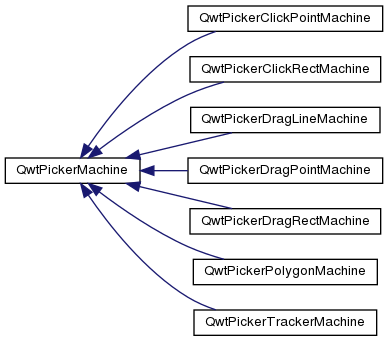 QwtPickerClickPointMachine
QwtPickerClickRectMachine
QwtPickerDragLineMachine
QwtPickerMachine
QwtPickerDragPointMachine
QwtPickerDragRectMachine
QwtPickerPolygonMachine
QwtPickerTrackerMachine